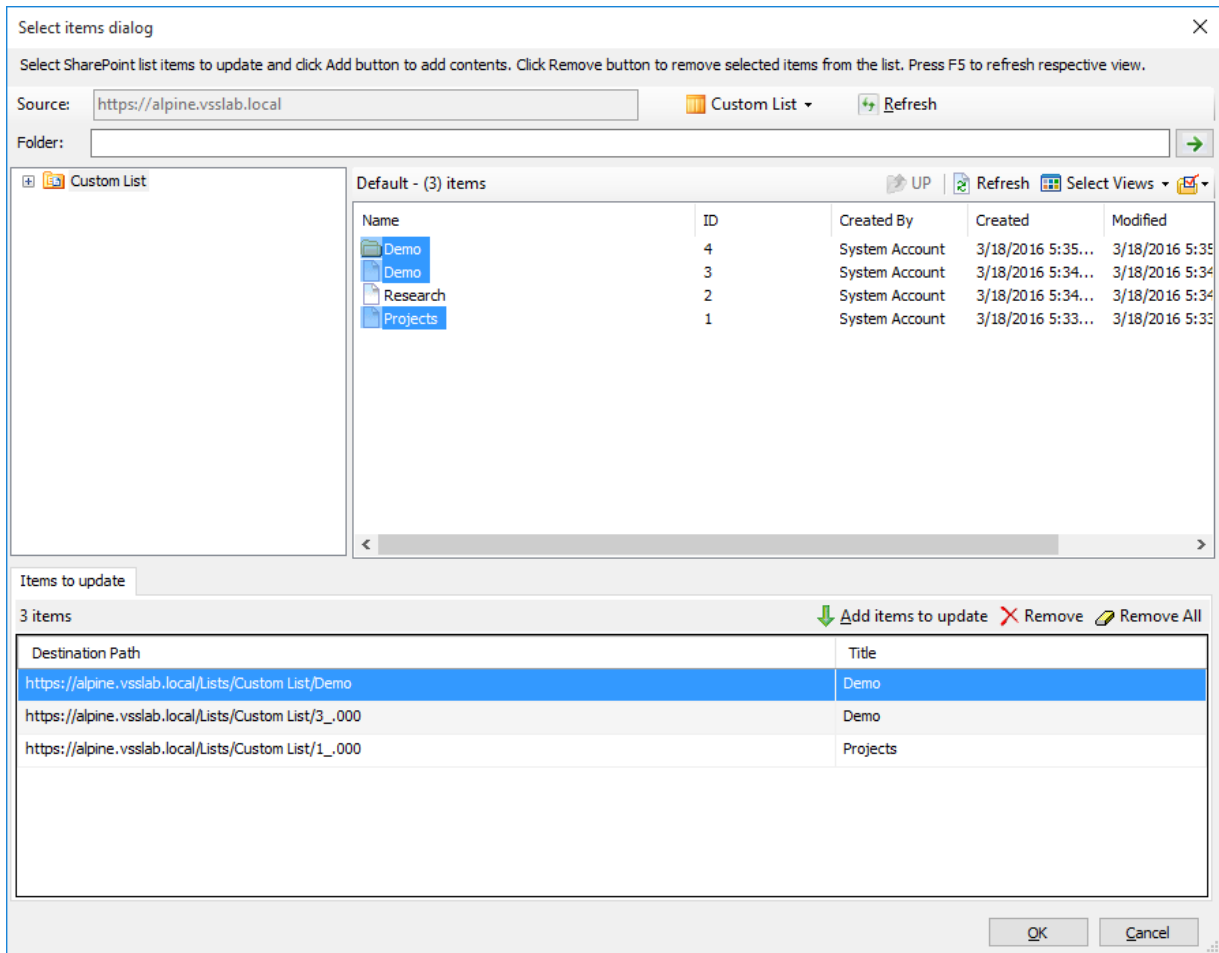 Select items dialog
Select SharePoint list items to update and click Add button to add contents. Click Remove button to remove selected items from the list. Press F5 to refresh respective view.
Source: https://alpine.vsslab.local Custom List Refresh
Folder:
Custom List
Default - (3) items UP Refresh Select Views
Name ID Created By Created Modified
Demo 4 System Account 3/18/2016 5:35... 3/18/2016 5:35
Demo 3 System Account 3/18/2016 5:34... 3/18/2016 5:34
Research 2 System Account 3/18/2016 5:34... 3/18/2016 5:34
Projects 1 System Account 3/18/2016 5:33... 3/18/2016 5:33
Items to update
3 items Add items to update Remove Remove All
Destination Path Title
https://alpine.vsslab.local/Lists/Custom List/Demo Demo
https://alpine.vsslab.local/Lists/Custom List/3_.000 Demo
https://alpine.vsslab.local/Lists/Custom List/1_.000 Projects
OK Cancel